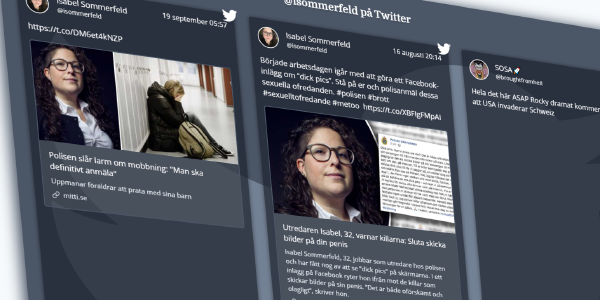 @isommerfeld på Twitter
Isabel Sommerfeld
@isommerfeld
19 september 05:57
https://t.co/DM6et4kNZP
Polisen slår larm om mobbning: "Man ska
definitivt anmäla"
Uppmanar föräldrar att prata med sina barn
mitti.se
Isabel Sommerfeld
@isommerfeld
16 augusti 20:14
Började arbetsdagen igår med att göra ett Facebook-
inlägg om "dick pics". Stå på er och polisanmäl dessa
sexuella ofredanden. #polisen #brott
#sexuelltofredande #metoo https://t.co/XBFlgFMpAi
Utredaren Isabel, 32, varnar killarna: Sluta skicka
bilder på din penis
Isabel Sommerfeld, 32, jobbar som utredare hos polisen
och har fått nog av att se "dick pics" på skärmarna. I ett
inlägg på Facebook ryter hon ifrån mot de killar som
skickar bilder på sin penis. "Det är både oförskämt och
olagligt", skriver hon.
SOSA
Hela det här ASAP Rocky dramat kommer
att USA invaderar Schweiz